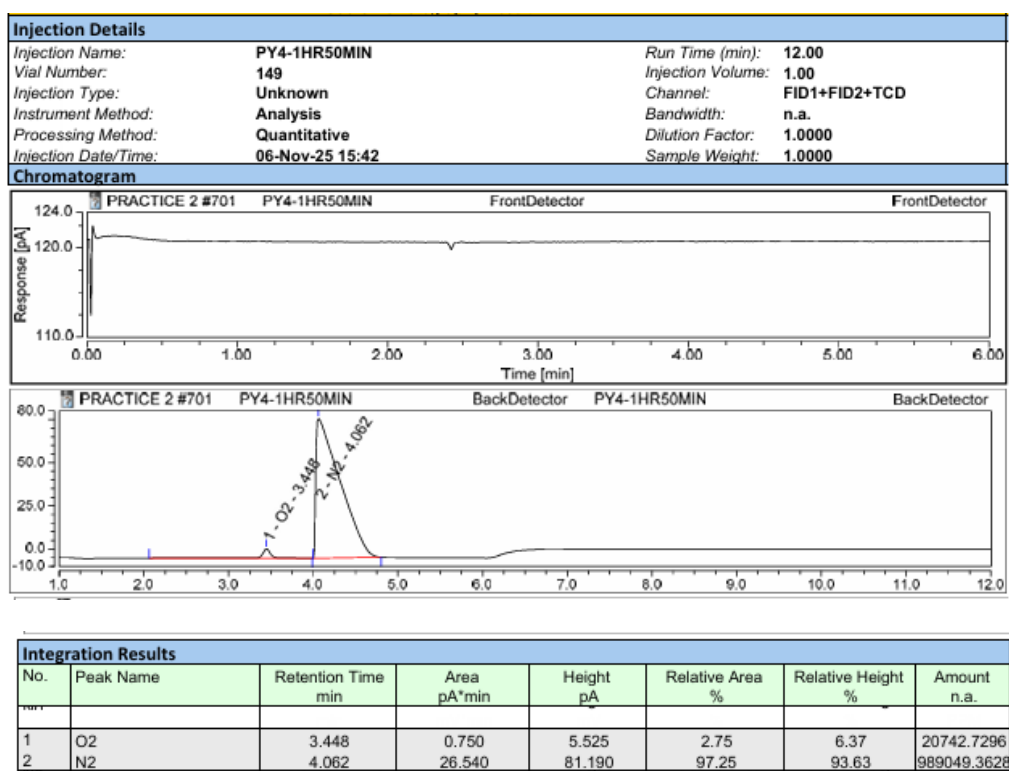 Injection Details
Injection Name: PY4-1HR50MIN Run Time (min): 12.00
Vial Number: 149 Injection Volume: 1.00
Injection Type: Unknown Channel: FID1+FID2+TCD
Instrument Method: Analysis Bandwidth: n.a.
Processing Method: Quantitative Dilution Factor: 1.0000
Injection Date/Time: 06-Nov-25 15:42 Sample Weight: 1.0000
Chromatogram
PRACTICE 2 #701 PY4-1HR50MIN FrontDetector FrontDetector
124.0
120.0
110.0
Response [pA]
0.00 1.00 2.00 3.00 4.00 5.00 6.00
Time [min]
PRACTICE 2 #701 PY4-1HR50MIN BackDetector PY4-1HR50MIN BackDetector
80.0
50.0
25.0
0.0
-10.0
1 - O2 - 3.448
2 - N2 - 4.062
1.0 2.0 3.0 4.0 5.0 6.0 7.0 8.0 9.0 10.0 11.0 12.0
Integration Results
No. Peak Name Retention Time Area Height Relative Area Relative Height Amount
min pA*min pA % % n.a.
1 O2 3.448 0.750 5.525 2.75 6.37 20742.7296
2 N2 4.062 26.540 81.190 97.25 93.63 989049.3628